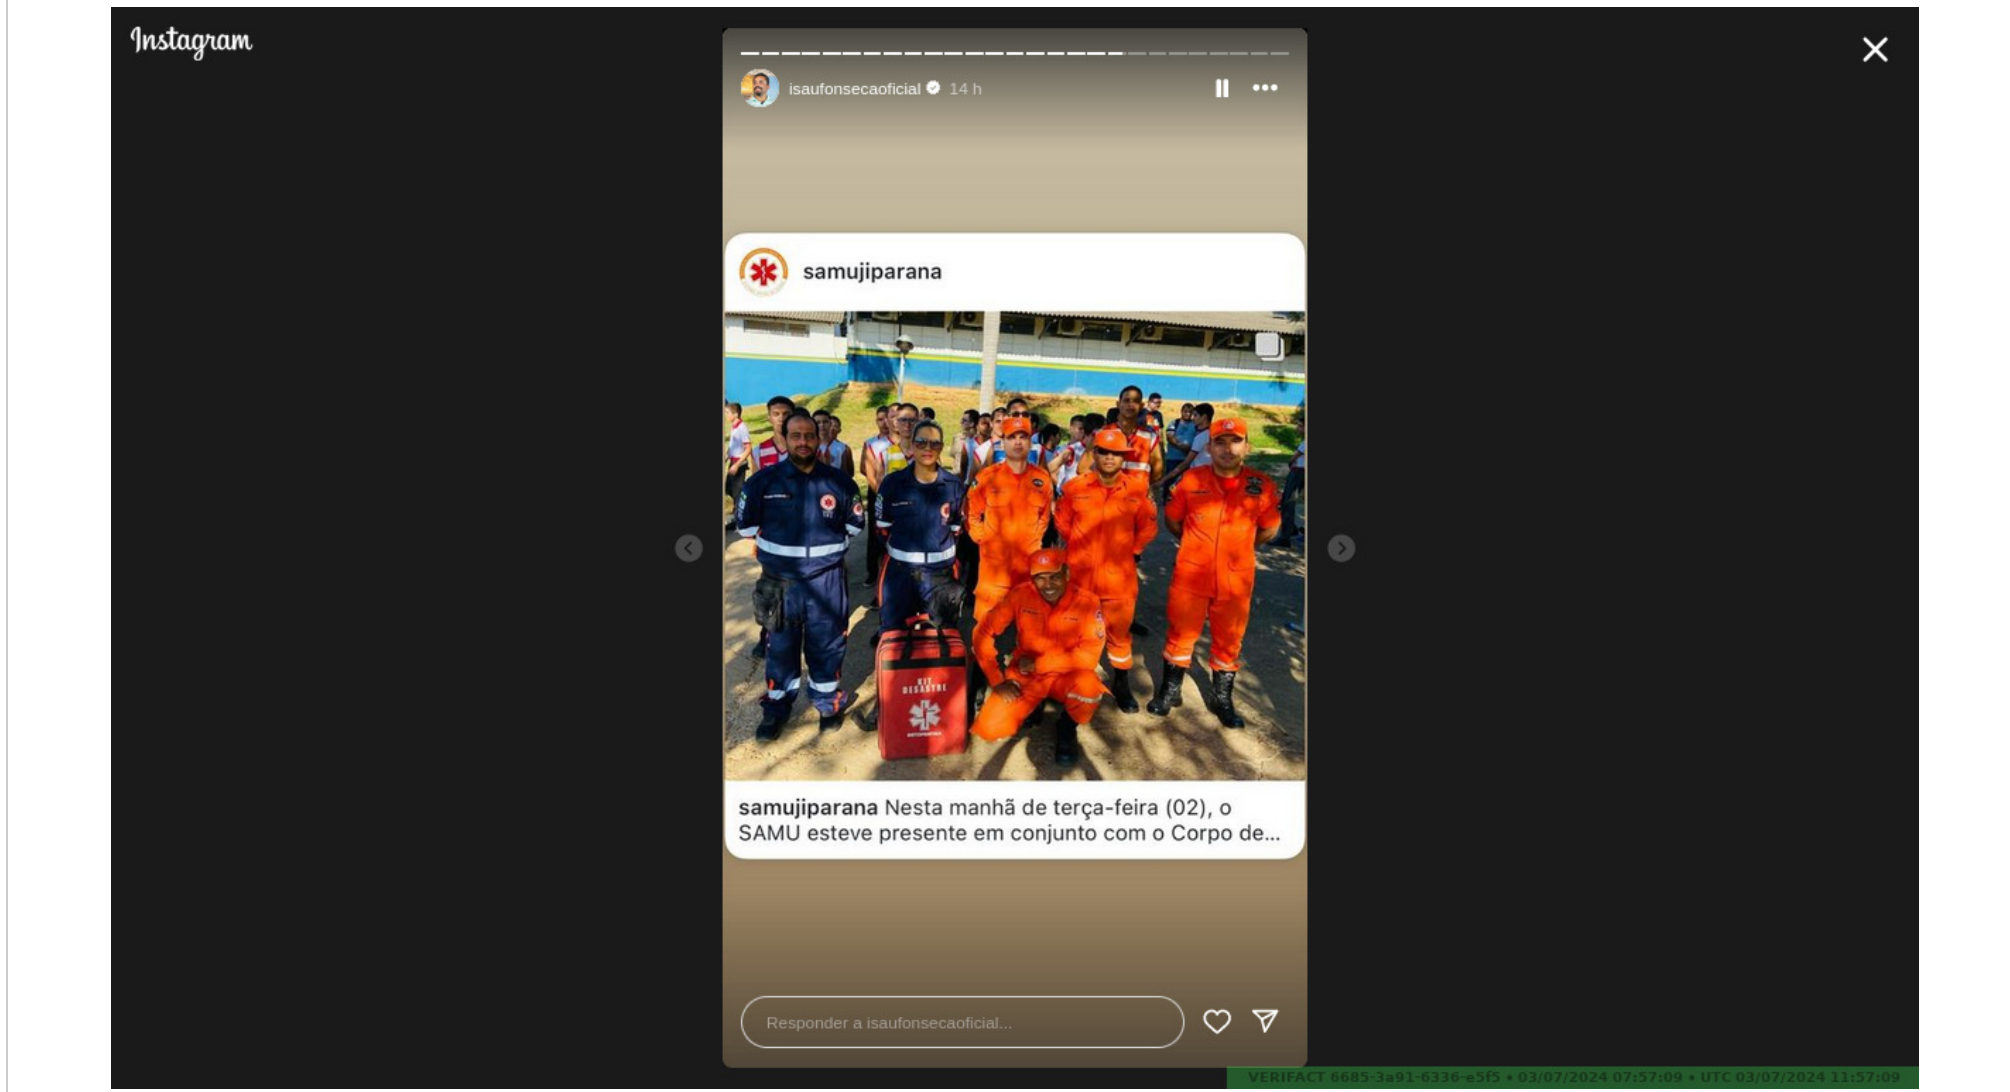 Instagram
isaufonsecaoficial 14 h
samujiparana
KIT
DESASTRE
samujiparana Nesta manhã de terça-feira (02), o
SAMU esteve presente em conjunto com o Corpo de...
Responder a isaufonsecaoficial...
VERIFACT 6685-3a91-6336-e5f5 • 03/07/2024 07:57:09 • UTC 03/07/2024 11:57:09